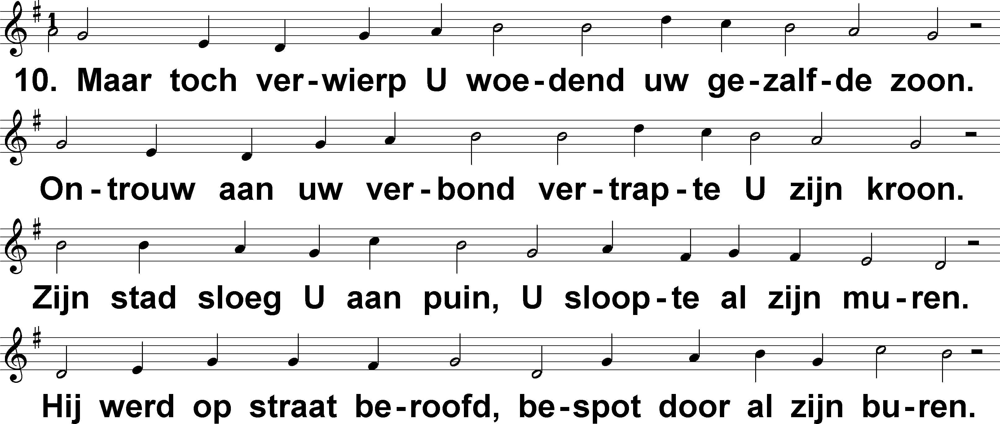 1
10. Maar toch ver-wierp U woe-dend uw ge-zalf-de zoon.
On-trouw aan uw ver-bond ver-trap-te U zijn kroon.
Zijn stad sloeg U aan puin, U sloop-te al zijn mu-ren.
Hij werd op straat be-roofd, be-spot door al zijn bu-ren.